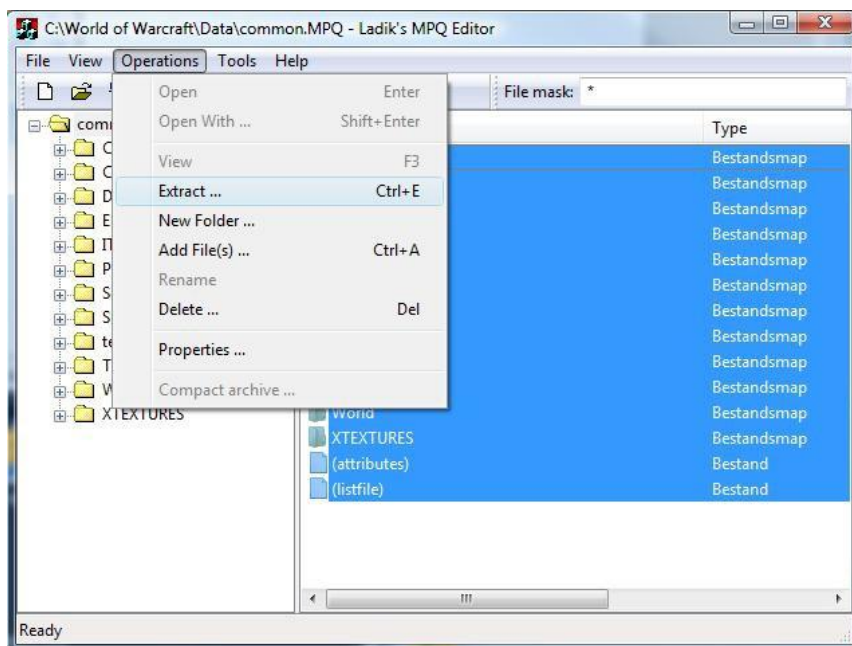 C:\World of Warcraft\Data\common.MPQ - Ladik's MPQ Editor
File View Operations Tools Help
File mask: *
Open Enter
Open With ... Shift+Enter
View F3
Extract ... Ctrl+E
New Folder ...
Add File(s) ... Ctrl+A
Rename
Delete ... Del
Properties ...
Compact archive ...
XTEXTURES
Type
Bestandsmap
Bestandsmap
Bestandsmap
Bestandsmap
Bestandsmap
Bestandsmap
Bestandsmap
Bestandsmap
Bestandsmap
Bestandsmap
World Bestandsmap
XTEXTURES Bestandsmap
(attributes) Bestand
(listfile) Bestand
Ready